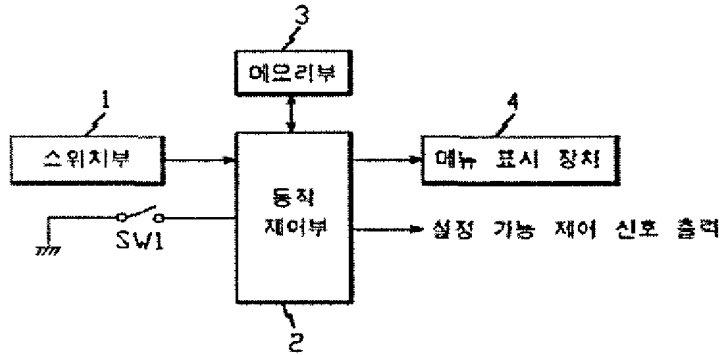 3
메모리부
1
스위치부
4
메뉴 표시 장치
동작
제어부
SW1
설정 기능 제어 신호 출력
2